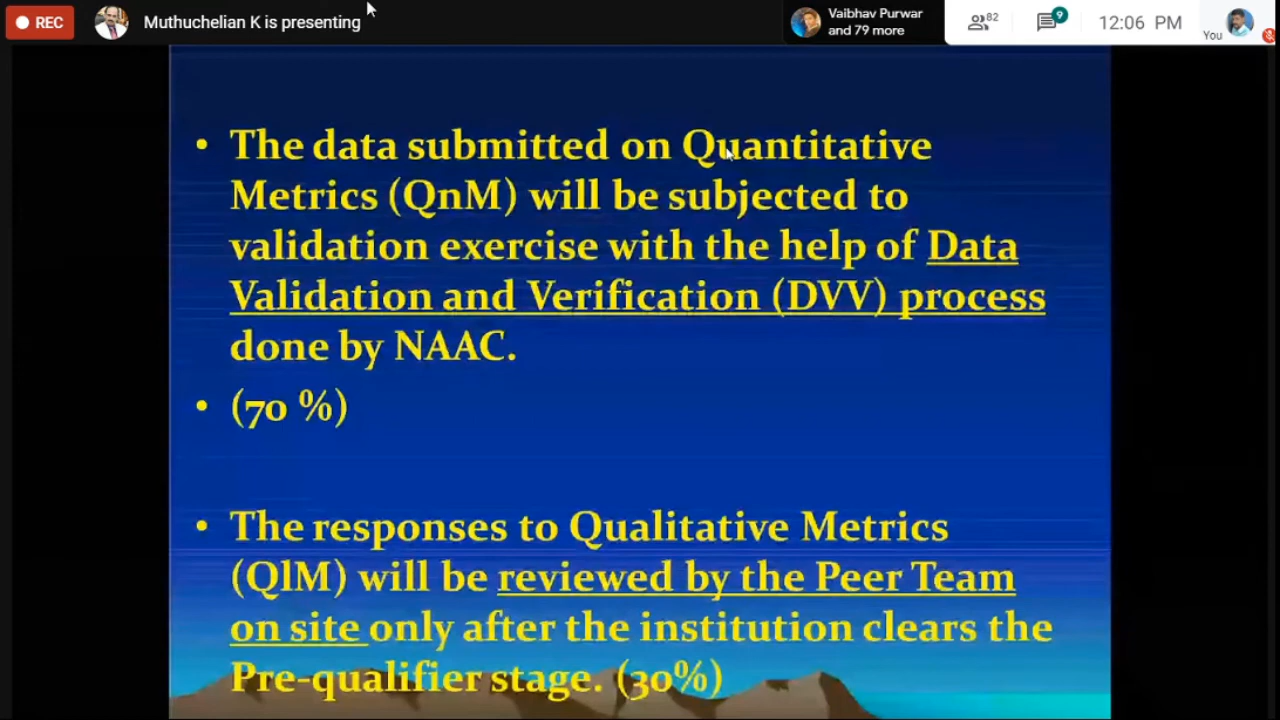 REC
Muthuchelian K is presenting
Vaibhav Purwar
and 79 more
82
9
12:06 PM
You
• The data submitted on Quantitative
Metrics (QnM) will be subjected to
validation exercise with the help of Data
Validation and Verification (DVV) process
done by NAAC.
• (70 %)
• The responses to Qualitative Metrics
(QlM) will be reviewed by the Peer Team
on site only after the institution clears the
Pre-qualifier stage. (30%)